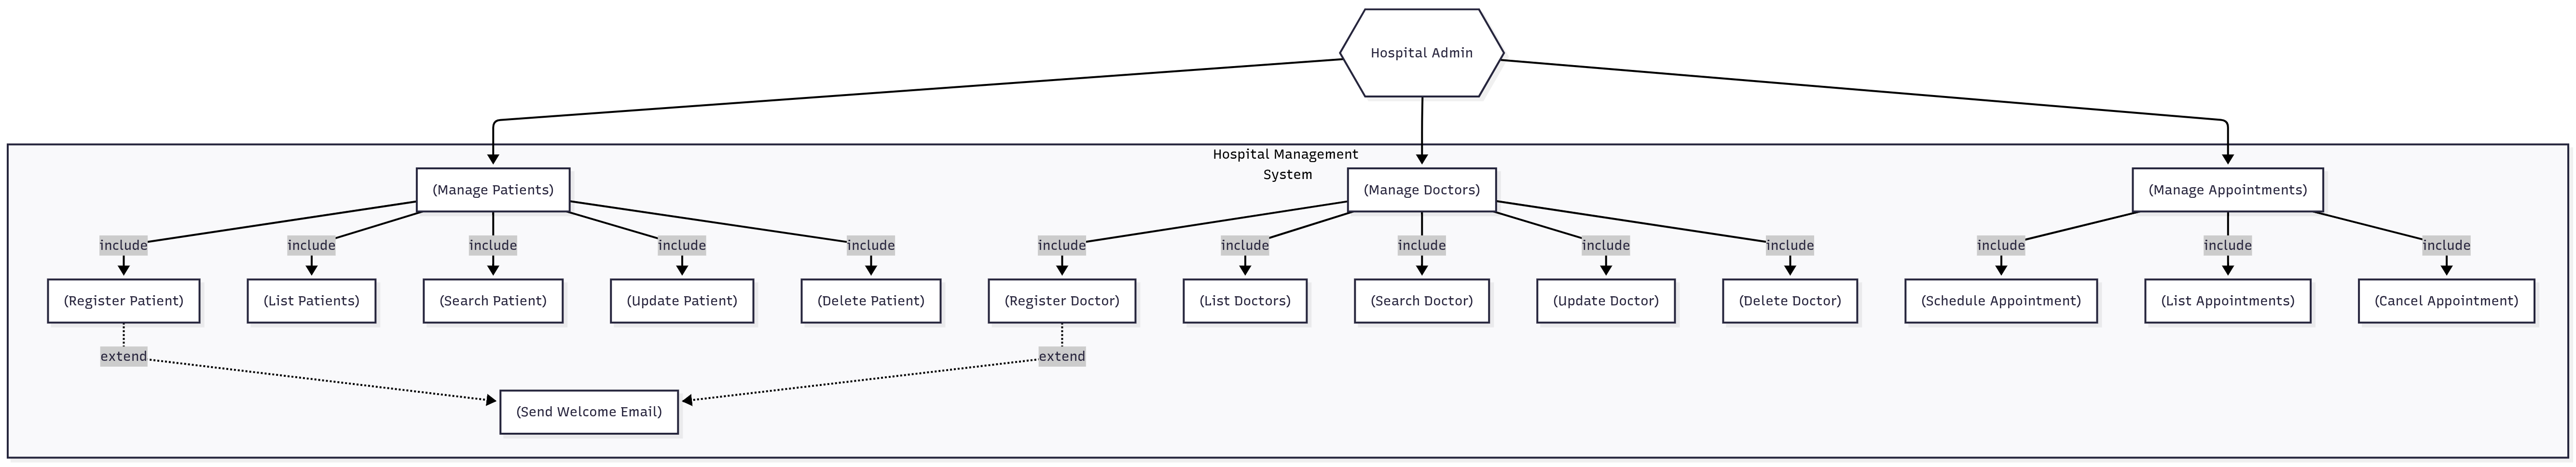 Hospital Admin
Hospital Management
System
(Manage Patients)
(Manage Doctors)
(Manage Appointments)
include
include
include
include
include
include
include
include
include
include
include
include
include
(Register Patient)
(List Patients)
(Search Patient)
(Update Patient)
(Delete Patient)
(Register Doctor)
(List Doctors)
(Search Doctor)
(Update Doctor)
(Delete Doctor)
(Schedule Appointment)
(List Appointments)
(Cancel Appointment)
extend
extend
(Send Welcome Email)